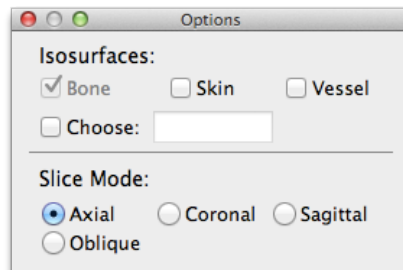 Options
Isosurfaces:
Bone Skin Vessel
Choose:
Slice Mode:
Axial Coronal Sagittal
Oblique